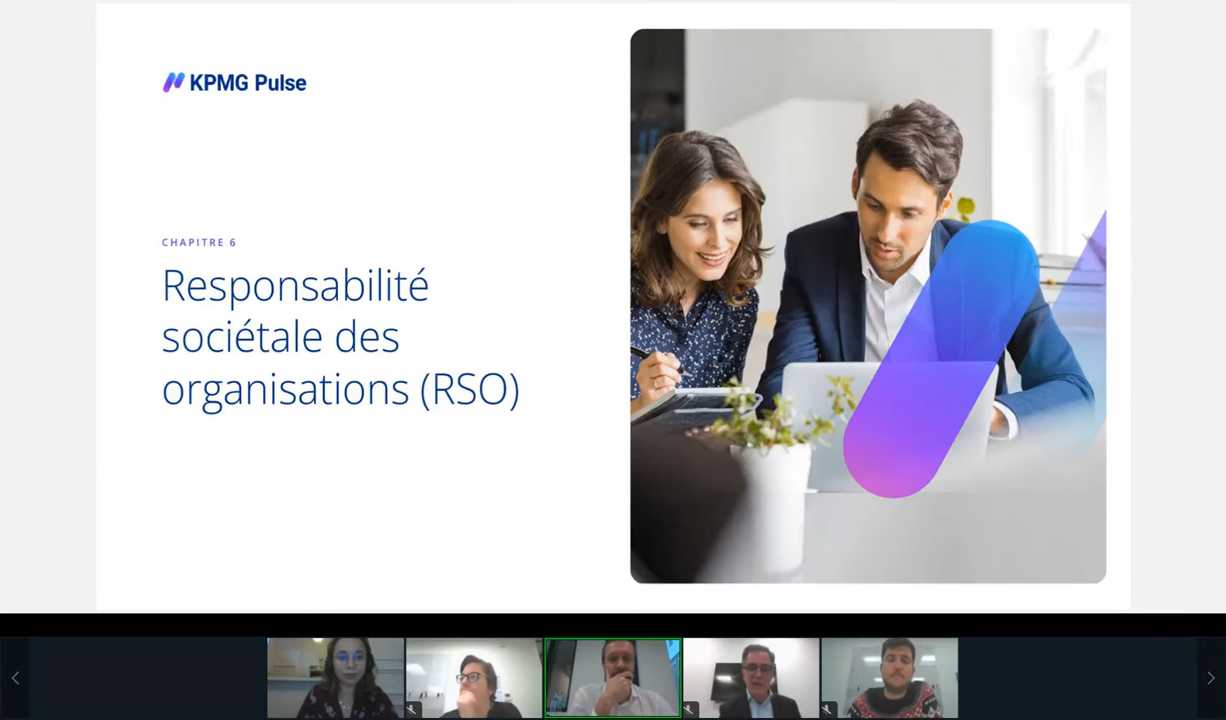 KPMG Pulse
CHAPITRE 6
Responsabilité
sociétale des
organisations (RSO)